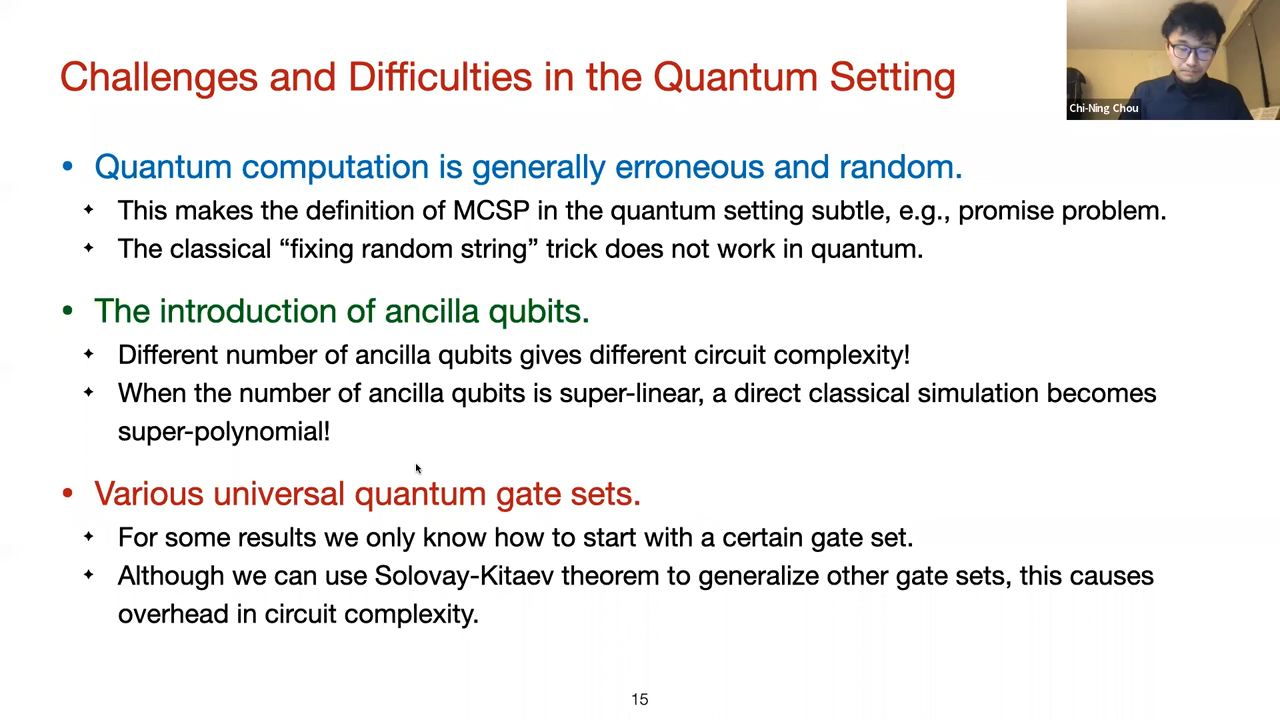 Challenges and Difficulties in the Quantum Setting
Chi-Ning Chou
• Quantum computation is generally erroneous and random.
✦ This makes the definition of MCSP in the quantum setting subtle, e.g., promise problem.
✦ The classical “fixing random string” trick does not work in quantum.
• The introduction of ancilla qubits.
✦ Different number of ancilla qubits gives different circuit complexity!
✦ When the number of ancilla qubits is super-linear, a direct classical simulation becomes
super-polynomial!
• Various universal quantum gate sets.
✦ For some results we only know how to start with a certain gate set.
✦ Although we can use Solovay-Kitaev theorem to generalize other gate sets, this causes
overhead in circuit complexity.
15